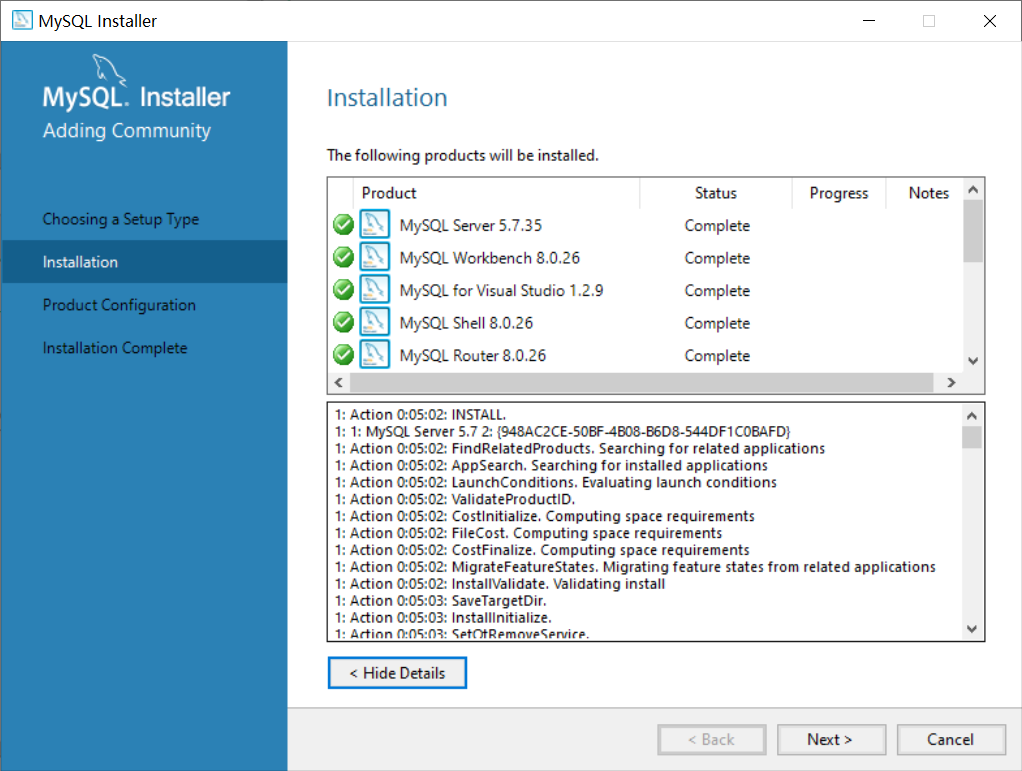 MySQL Installer
MySQL. Installer
Adding Community
Choosing a Setup Type
Installation
Product Configuration
Installation Complete
Installation
The following products will be installed.
Product Status Progress Notes
MySQL Server 5.7.35 Complete
MySQL Workbench 8.0.26 Complete
MySQL for Visual Studio 1.2.9 Complete
MySQL Shell 8.0.26 Complete
MySQL Router 8.0.26 Complete
1: Action 0:05:02: INSTALL.
1: 1: MySQL Server 5.7 2: {948AC2CE-50BF-4B08-B6D8-544DF1C0BAFD}
1: Action 0:05:02: FindRelatedProducts. Searching for related applications
1: Action 0:05:02: AppSearch. Searching for installed applications
1: Action 0:05:02: LaunchConditions. Evaluating launch conditions
1: Action 0:05:02: ValidateProductID.
1: Action 0:05:02: CostInitialize. Computing space requirements
1: Action 0:05:02: FileCost. Computing space requirements
1: Action 0:05:02: CostFinalize. Computing space requirements
1: Action 0:05:02: MigrateFeatureStates. Migrating feature states from related applications
1: Action 0:05:02: InstallValidate. Validating install
1: Action 0:05:03: SaveTargetDir.
1: Action 0:05:03: InstallInitialize.
1: Action 0:05:03: SetQtRemoveService.
< Hide Details
< Back Next > Cancel